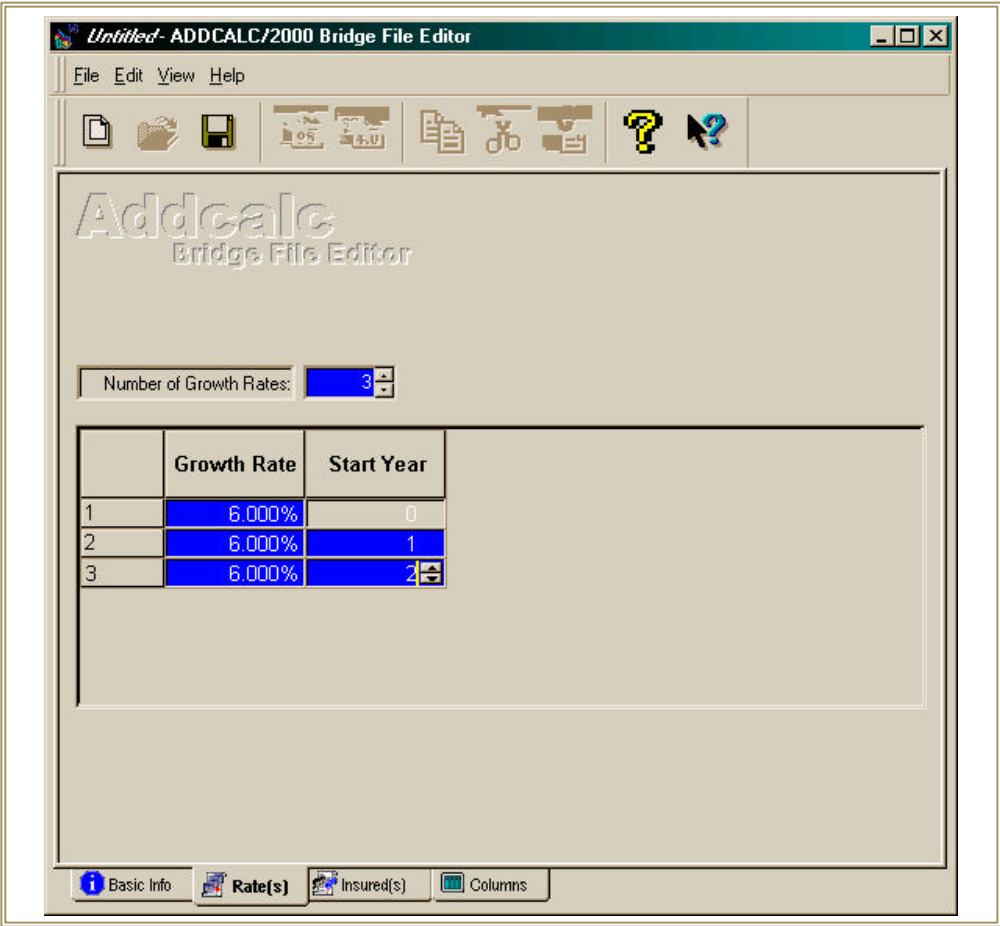 Untitled- ADDCALC/2000 Bridge File Editor
File Edit View Help
Addcalc
Bridge File Editor
Number of Growth Rates: 3
Growth Rate Start Year
1 6.000% 0
2 6.000% 1
3 6.000% 2
Basic Info Rate(s) Insured(s) Columns